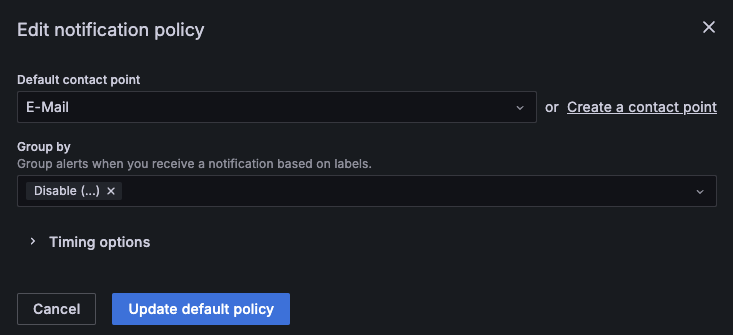 Edit notification policy
Default contact point
E-Mail or Create a contact point
Group by
Group alerts when you receive a notification based on labels.
Disable (...)
Timing options
Cancel Update default policy